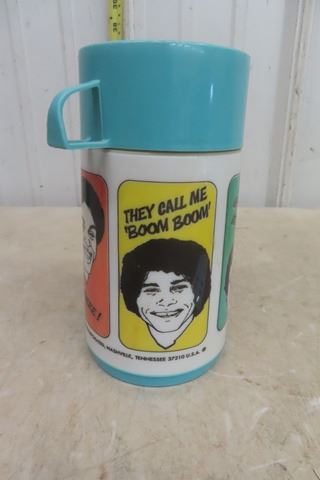 THEY CALL ME
'BOOM BOOM'
NASHVILLE, TENNESSEE 37210 U.S.A.